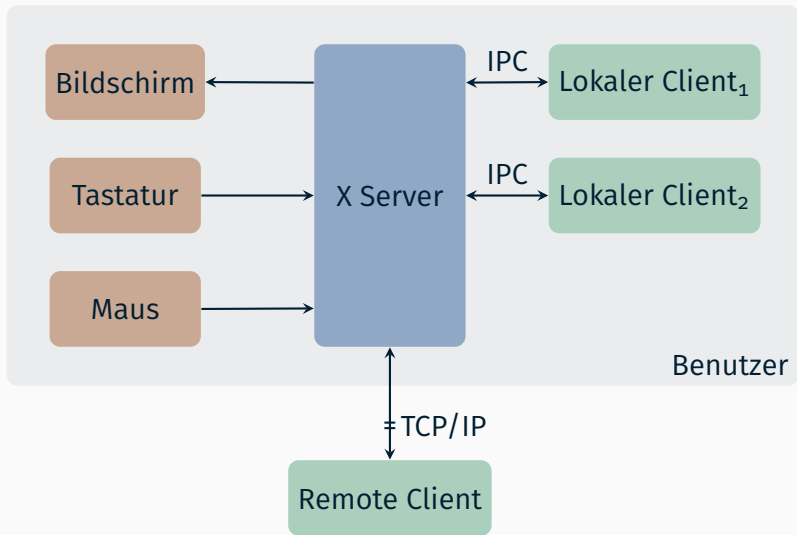 Bildschirm
IPC
Lokaler Client₁
Tastatur
X Server
IPC
Lokaler Client₂
Maus
Benutzer
TCP/IP
Remote Client